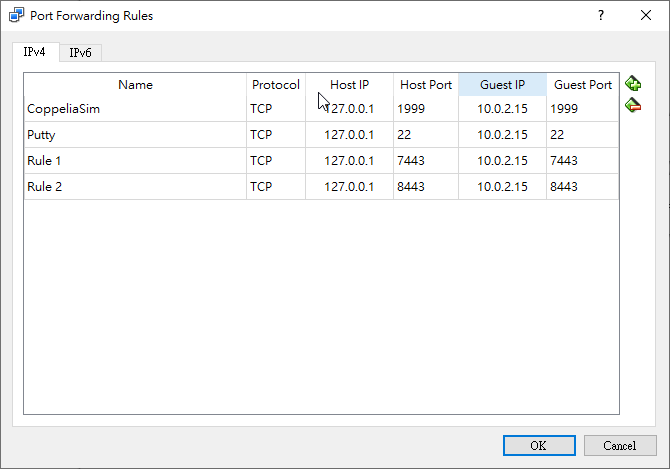 Port Forwarding Rules
IPv4 IPv6
Name Protocol Host IP Host Port Guest IP Guest Port
CoppeliaSim TCP 127.0.0.1 1999 10.0.2.15 1999
Putty TCP 127.0.0.1 22 10.0.2.15 22
Rule 1 TCP 127.0.0.1 7443 10.0.2.15 7443
Rule 2 TCP 127.0.0.1 8443 10.0.2.15 8443
OK Cancel